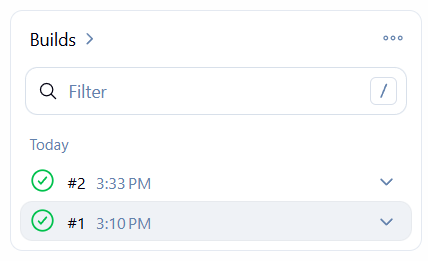 Builds
Filter /
Today
#2 3:33 PM
#1 3:10 PM